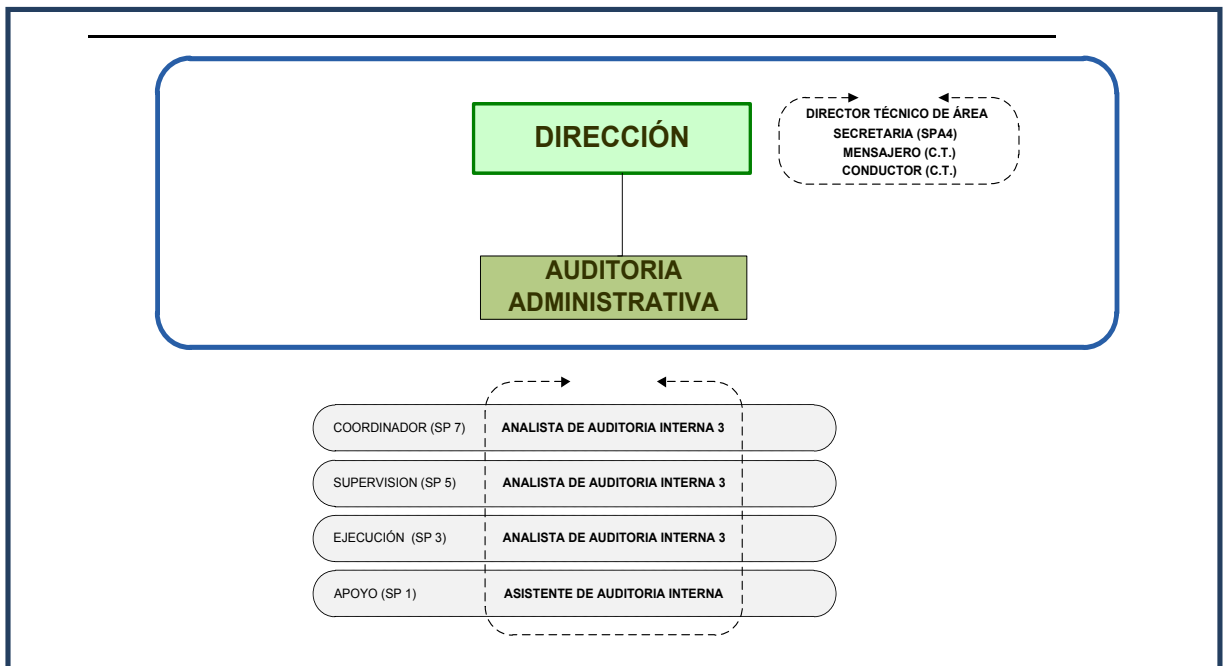 DIRECCIÓN
DIRECTOR TÉCNICO DE ÁREA
SECRETARIA (SPA4)
MENSAJERO (C.T.)
CONDUCTOR (C.T.)
AUDITORIA
ADMINISTRATIVA
COORDINADOR (SP 7) ANALISTA DE AUDITORIA INTERNA 3
SUPERVISION (SP 5) ANALISTA DE AUDITORIA INTERNA 3
EJECUCIÓN (SP 3) ANALISTA DE AUDITORIA INTERNA 3
APOYO (SP 1) ASISTENTE DE AUDITORIA INTERNA